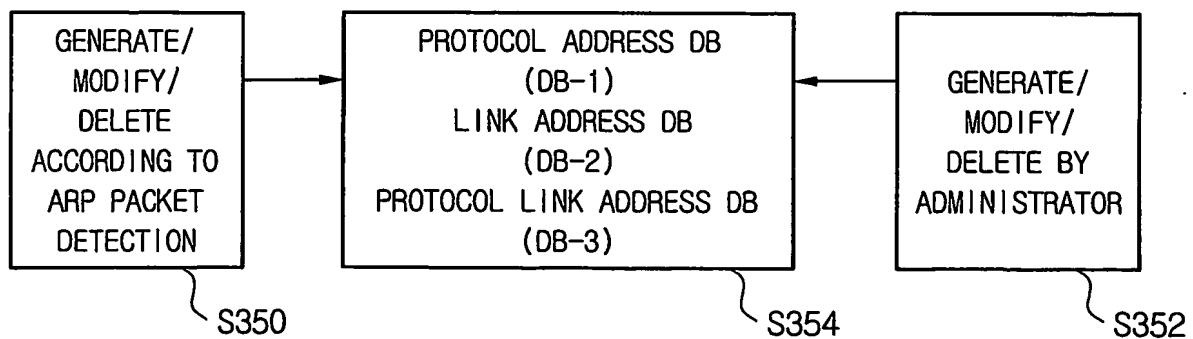 GENERATE/
MODIFY/
DELETE
ACCORDING TO
ARP PACKET
DETECTION
S350
PROTOCOL ADDRESS DB
(DB-1)
LINK ADDRESS DB
(DB-2)
PROTOCOL LINK ADDRESS DB
(DB-3)
S354
GENERATE/
MODIFY/
DELETE BY
ADMINISTRATOR
S352